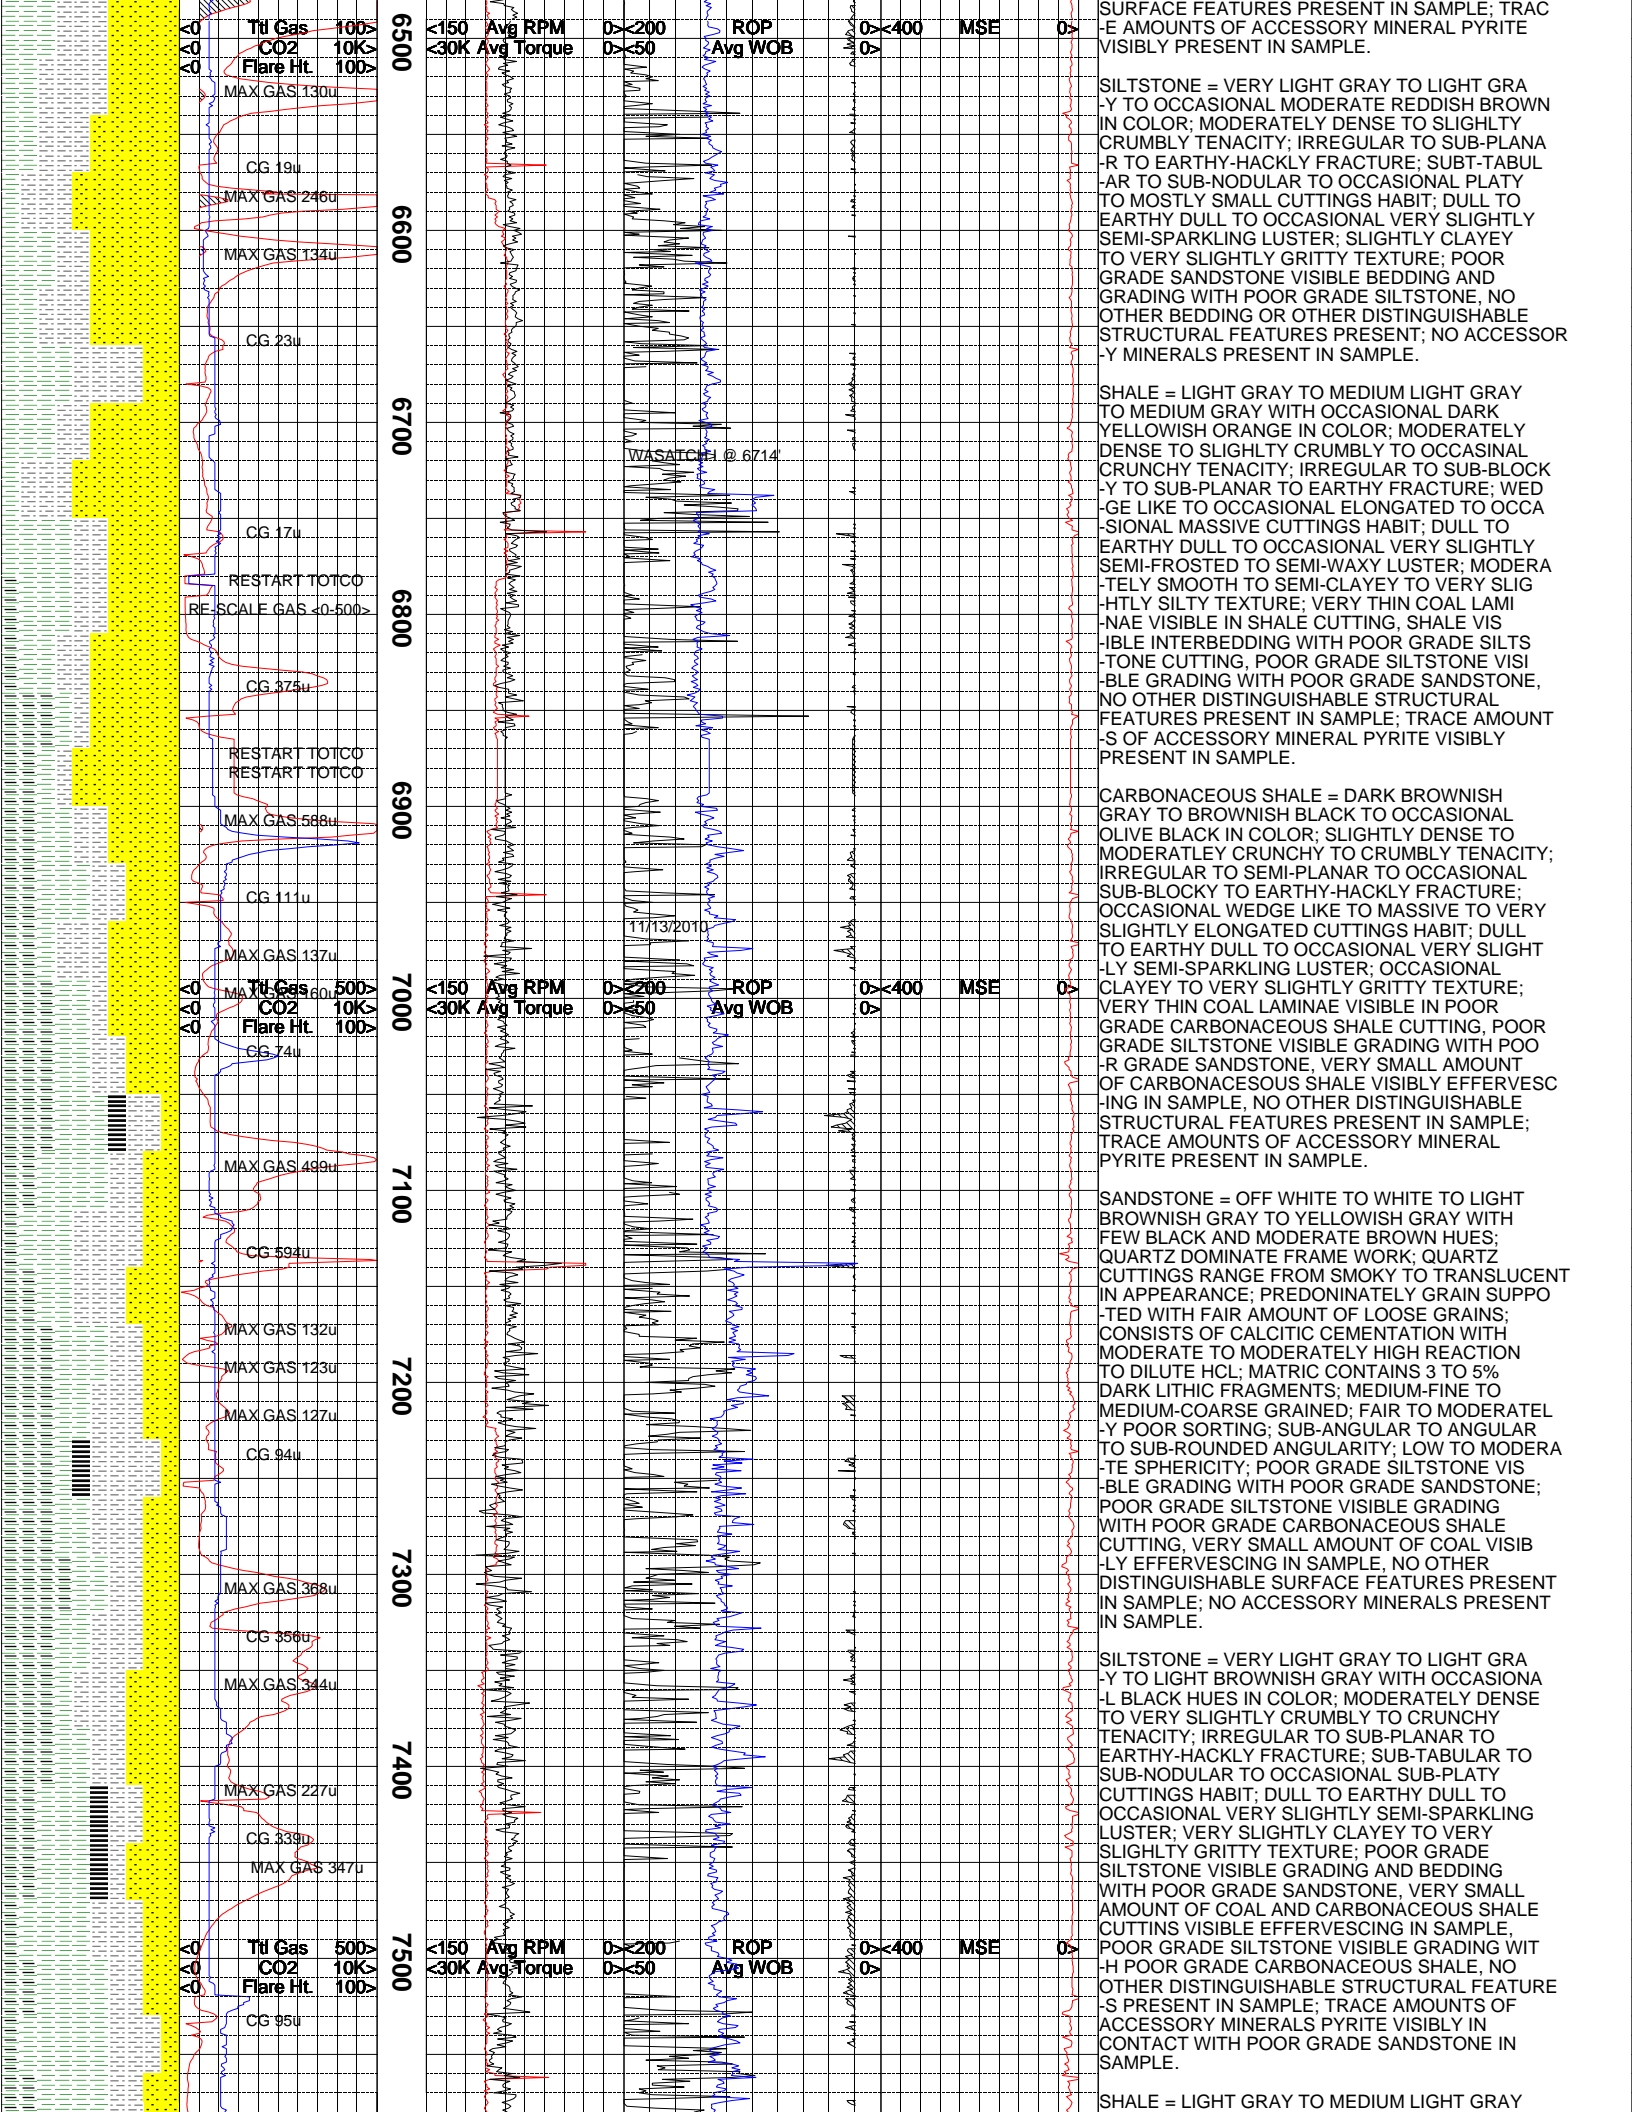 <0 Ttl Gas 100>
<0 CO2 10K>
<0 Flare Ht. 100>
6500
<150 Avg RPM 0>
<30K Avg Torque 0>
<200 ROP 0>
<50 Avg WOB 0>
<400 MSE 0>
MAX GAS 130u
CG 19u
MAX GAS 246u
6600
MAX GAS 134u
CG 23u
6700
WASATCH I @ 6714'
CG 17u
RESTART TOTCO
RE-SCALE GAS <0-500>
6800
CG 375u
RESTART TOTCO
RESTART TOTCO
6900
MAX GAS 588u
CG 111u
11/13/2010
MAX GAS 137u
MAX GAS 160u
<0 Ttl Gas 500>
<0 CO2 10K>
<0 Flare Ht. 100>
7000
<150 Avg RPM 0>
<30K Avg Torque 0>
<200 ROP 0>
<50 Avg WOB 0>
<400 MSE 0>
CG 74u
MAX GAS 499u
7100
CG 594u
MAX GAS 132u
MAX GAS 123u
7200
MAX GAS 127u
CG 94u
7300
MAX GAS 368u
CG 356u
MAX GAS 344u
7400
MAX GAS 227u
CG 339u
MAX GAS 347u
<0 Ttl Gas 500>
<0 CO2 10K>
<0 Flare Ht. 100>
7500
<150 Avg RPM 0>
<30K Avg Torque 0>
<200 ROP 0>
<50 Avg WOB 0>
<400 MSE 0>
CG 95u
SURFACE FEATURES PRESENT IN SAMPLE; TRAC
-E AMOUNTS OF ACCESSORY MINERAL PYRITE
VISIBLY PRESENT IN SAMPLE.
SILTSTONE = VERY LIGHT GRAY TO LIGHT GRA
-Y TO OCCASIONAL MODERATE REDDISH BROWN
IN COLOR; MODERATELY DENSE TO SLIGHLTY
CRUMBLY TENACITY; IRREGULAR TO SUB-PLANA
-R TO EARTHY-HACKLY FRACTURE; SUBT-TABUL
-AR TO SUB-NODULAR TO OCCASIONAL PLATY
TO MOSTLY SMALL CUTTINGS HABIT; DULL TO
EARTHY DULL TO OCCASIONAL VERY SLIGHTLY
SEMI-SPARKLING LUSTER; SLIGHTLY CLAYEY
TO VERY SLIGHTLY GRITTY TEXTURE; POOR
GRADE SANDSTONE VISIBLE BEDDING AND
GRADING WITH POOR GRADE SILTSTONE, NO
OTHER BEDDING OR OTHER DISTINGUISHABLE
STRUCTURAL FEATURES PRESENT; NO ACCESSOR
-Y MINERALS PRESENT IN SAMPLE.
SHALE = LIGHT GRAY TO MEDIUM LIGHT GRAY
TO MEDIUM GRAY WITH OCCASIONAL DARK
YELLOWISH ORANGE IN COLOR; MODERATELY
DENSE TO SLIGHLTY CRUMBLY TO OCCASINAL
CRUNCHY TENACITY; IRREGULAR TO SUB-BLOCK
-Y TO SUB-PLANAR TO EARTHY FRACTURE; WED
-GE LIKE TO OCCASIONAL ELONGATED TO OCCA
-SIONAL MASSIVE CUTTINGS HABIT; DULL TO
EARTHY DULL TO OCCASIONAL VERY SLIGHTLY
SEMI-FROSTED TO SEMI-WAXY LUSTER; MODERA
-TELY SMOOTH TO SEMI-CLAYEY TO VERY SLIG
-HTLY SILTY TEXTURE; VERY THIN COAL LAMI
-NAE VISIBLE IN SHALE CUTTING, SHALE VIS
-IBLE INTERBEDDING WITH POOR GRADE SILTS
-TONE CUTTING, POOR GRADE SILTSTONE VISI
-BLE GRADING WITH POOR GRADE SANDSTONE,
NO OTHER DISTINGUISHABLE STRUCTURAL
FEATURES PRESENT IN SAMPLE; TRACE AMOUNT
-S OF ACCESSORY MINERAL PYRITE VISIBLY
PRESENT IN SAMPLE.
CARBONACEOUS SHALE = DARK BROWNISH
GRAY TO BROWNISH BLACK TO OCCASIONAL
OLIVE BLACK IN COLOR; SLIGHTLY DENSE TO
MODERATLEY CRUNCHY TO CRUMBLY TENACITY;
IRREGULAR TO SEMI-PLANAR TO OCCASIONAL
SUB-BLOCKY TO EARTHY-HACKLY FRACTURE;
OCCASIONAL WEDGE LIKE TO MASSIVE TO VERY
SLIGHTLY ELONGATED CUTTINGS HABIT; DULL
TO EARTHY DULL TO OCCASIONAL VERY SLIGHT
-LY SEMI-SPARKLING LUSTER; OCCASIONAL
CLAYEY TO VERY SLIGHTLY GRITTY TEXTURE;
VERY THIN COAL LAMINAE VISIBLE IN POOR
GRADE CARBONACEOUS SHALE CUTTING, POOR
GRADE SILTSTONE VISIBLE GRADING WITH POO
-R GRADE SANDSTONE, VERY SMALL AMOUNT
OF CARBONACESOUS SHALE VISIBLY EFFERVESC
-ING IN SAMPLE, NO OTHER DISTINGUISHABLE
STRUCTURAL FEATURES PRESENT IN SAMPLE;
TRACE AMOUNTS OF ACCESSORY MINERAL
PYRITE PRESENT IN SAMPLE.
SANDSTONE = OFF WHITE TO WHITE TO LIGHT
BROWNISH GRAY TO YELLOWISH GRAY WITH
FEW BLACK AND MODERATE BROWN HUES;
QUARTZ DOMINATE FRAME WORK; QUARTZ
CUTTINGS RANGE FROM SMOKY TO TRANSLUCENT
IN APPEARANCE; PREDONINATELY GRAIN SUPPO
-TED WITH FAIR AMOUNT OF LOOSE GRAINS;
CONSISTS OF CALCITIC CEMENTATION WITH
MODERATE TO MODERATELY HIGH REACTION
TO DILUTE HCL; MATRIC CONTAINS 3 TO 5%
DARK LITHIC FRAGMENTS; MEDIUM-FINE TO
MEDIUM-COARSE GRAINED; FAIR TO MODERATEL
-Y POOR SORTING; SUB-ANGULAR TO ANGULAR
TO SUB-ROUNDED ANGULARITY; LOW TO MODERA
-TE SPHERICITY; POOR GRADE SILTSTONE VIS
-BLE GRADING WITH POOR GRADE SANDSTONE;
POOR GRADE SILTSTONE VISIBLE GRADING
WITH POOR GRADE CARBONACEOUS SHALE
CUTTING, VERY SMALL AMOUNT OF COAL VISIB
-LY EFFERVESCING IN SAMPLE, NO OTHER
DISTINGUISHABLE SURFACE FEATURES PRESENT
IN SAMPLE; NO ACCESSORY MINERALS PRESENT
IN SAMPLE.
SILTSTONE = VERY LIGHT GRAY TO LIGHT GRA
-Y TO LIGHT BROWNISH GRAY WITH OCCASIONA
-L BLACK HUES IN COLOR; MODERATELY DENSE
TO VERY SLIGHTLY CRUMBLY TO CRUNCHY
TENACITY; IRREGULAR TO SUB-PLANAR TO
EARTHY-HACKLY FRACTURE; SUB-TABULAR TO
SUB-NODULAR TO OCCASIONAL SUB-PLATY
CUTTINGS HABIT; DULL TO EARTHY DULL TO
OCCASIONAL VERY SLIGHTLY SEMI-SPARKLING
LUSTER; VERY SLIGHTLY CLAYEY TO VERY
SLIGHLTY GRITTY TEXTURE; POOR GRADE
SILTSTONE VISIBLE GRADING AND BEDDING
WITH POOR GRADE SANDSTONE, VERY SMALL
AMOUNT OF COAL AND CARBONACEOUS SHALE
CUTTINS VISIBLE EFFERVESCING IN SAMPLE,
POOR GRADE SILTSTONE VISIBLE GRADING WIT
-H POOR GRADE CARBONACEOUS SHALE, NO
OTHER DISTINGUISHABLE STRUCTURAL FEATURE
-S PRESENT IN SAMPLE; TRACE AMOUNTS OF
ACCESSORY MINERALS PYRITE VISIBLY IN
CONTACT WITH POOR GRADE SANDSTONE IN
SAMPLE.
SHALE = LIGHT GRAY TO MEDIUM LIGHT GRAY